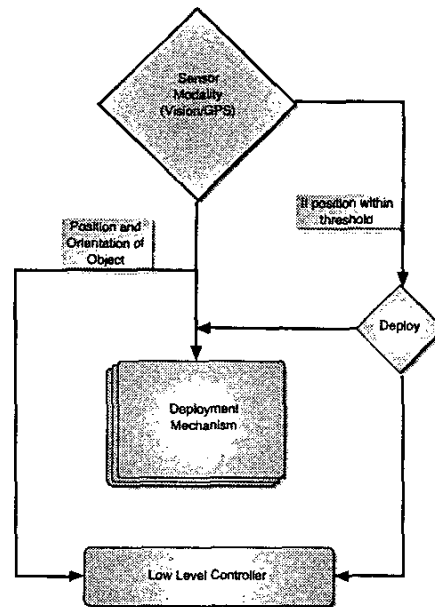 Sensor
Modality
(Vision/GPS)
Position and
Orientation of
Object
If position within
threshold
Deploy
Deployment
Mechanism
Low Level Controller